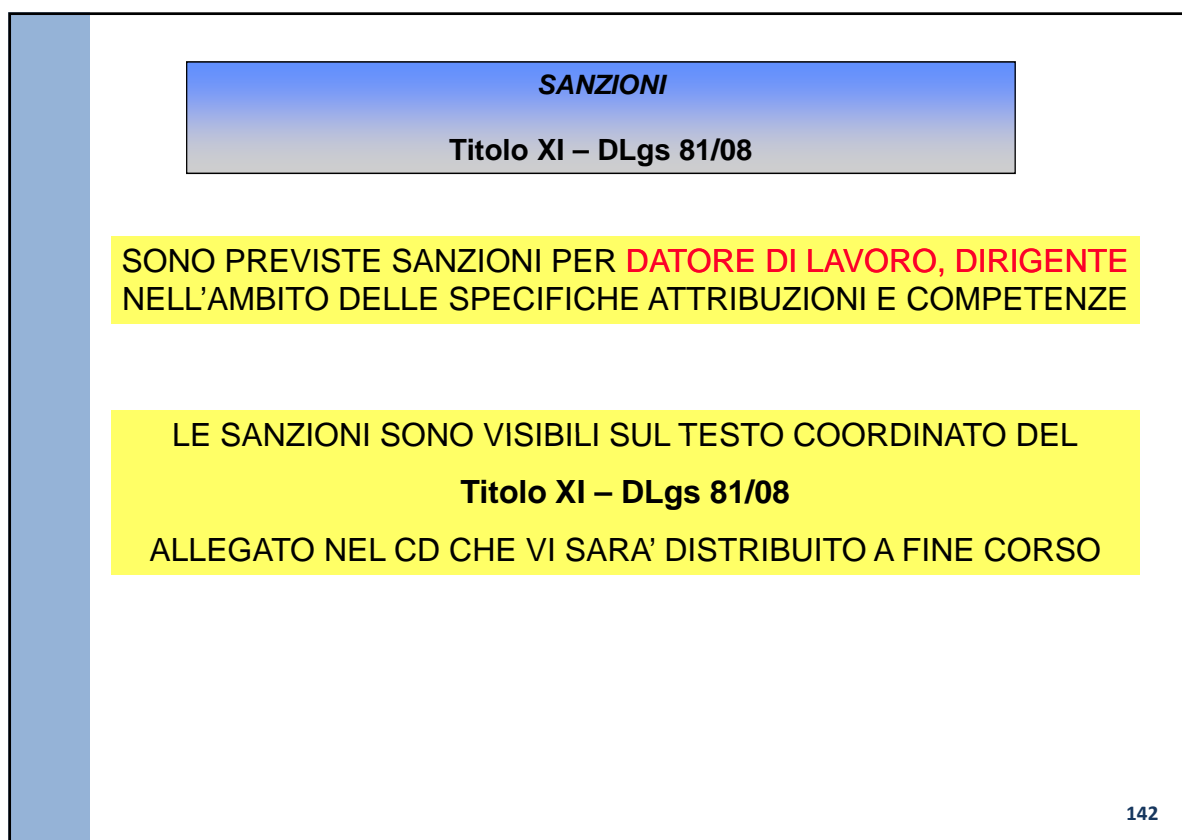 SANZIONI
Titolo XI – DLgs 81/08
SONO PREVISTE SANZIONI PER DATORE DI LAVORO, DIRIGENTE
NELL’AMBITO DELLE SPECIFICHE ATTRIBUZIONI E COMPETENZE
LE SANZIONI SONO VISIBILI SUL TESTO COORDINATO DEL
Titolo XI – DLgs 81/08
ALLEGATO NEL CD CHE VI SARA’ DISTRIBUITO A FINE CORSO
142